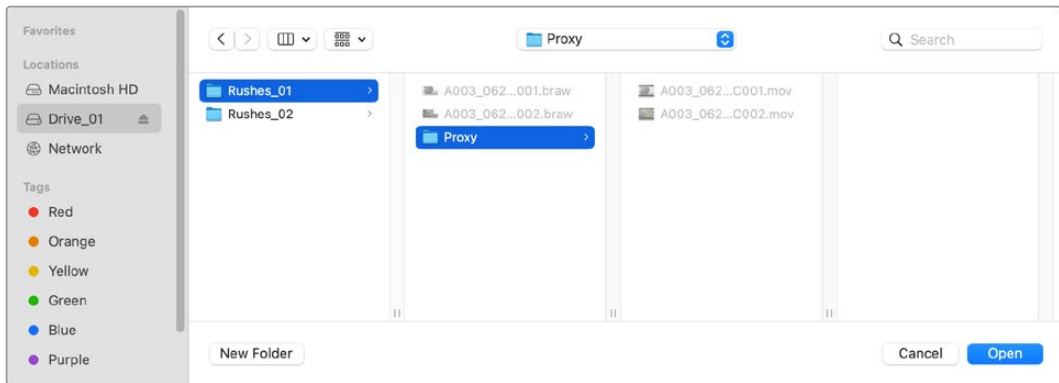 Favorites
Locations
Macintosh HD
Drive_01
Network
Tags
Red
Orange
Yellow
Green
Blue
Purple
Proxy
Search
Rushes_01
Rushes_02
A003_062...001.braw
A003_062...002.braw
Proxy
A003_062...C001.mov
A003_062...C002.mov
New Folder
Cancel
Open